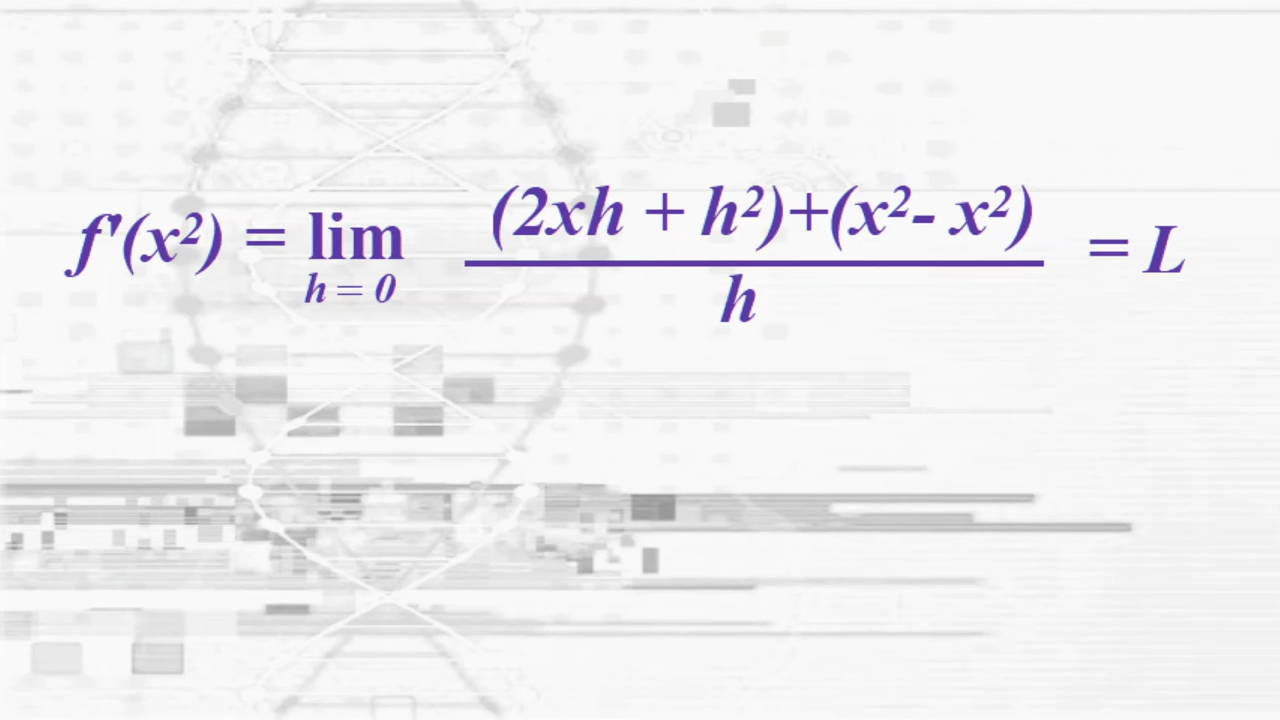 f'(x²) = lim h = 0 (2xh + h²)+(x²- x²) / h = L